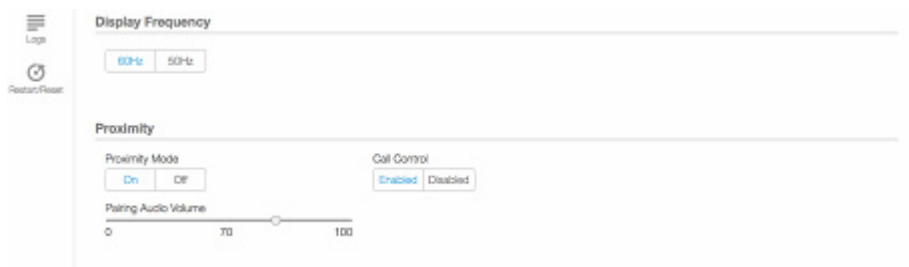 Logs
Restart/Reset
Display Frequency
60Hz 50Hz
Proximity
Proximity Mode Call Control
On Off Enabled Disabled
Pairing Audio Volume
0 70 100